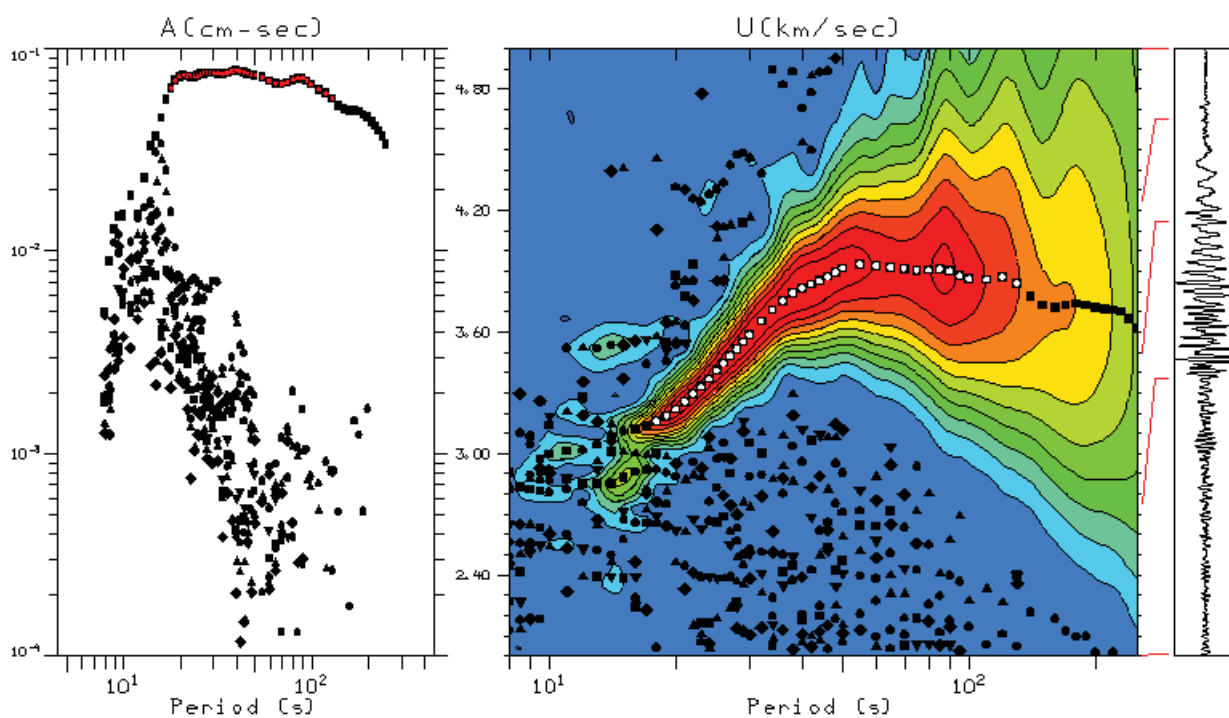 A(cm-sec)
U(km/sec)
10-1
10-2
10-3
10-4
4.80
4.20
3.60
3.00
2.40
10¹ 10²
10¹ 10²
Period (s)
Period (s)